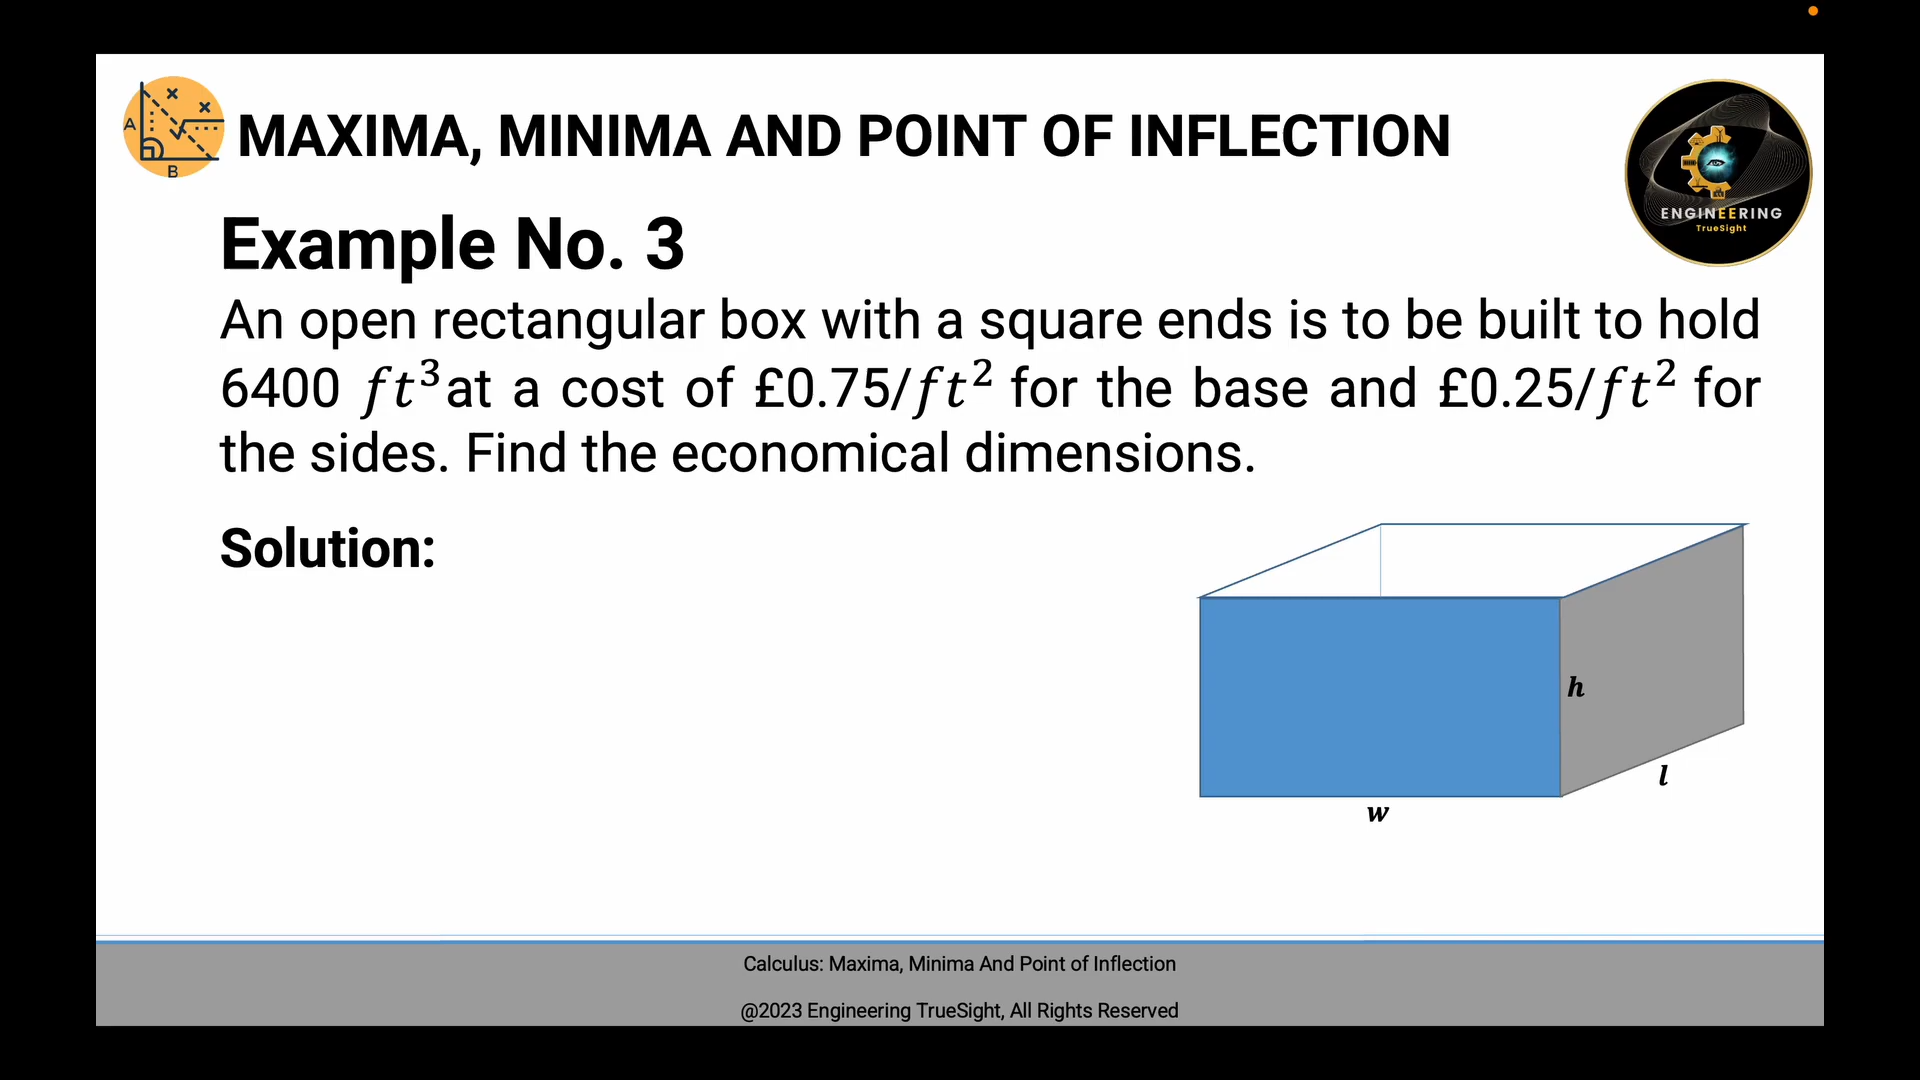 A
B
MAXIMA, MINIMA AND POINT OF INFLECTION
ENGINEERING
TrueSight
Example No. 3
An open rectangular box with a square ends is to be built to hold
6400 ft³at a cost of £0.75/ft² for the base and £0.25/ft² for
the sides. Find the economical dimensions.
Solution:
h
l
w
Calculus: Maxima, Minima And Point of Inflection
@2023 Engineering TrueSight, All Rights Reserved